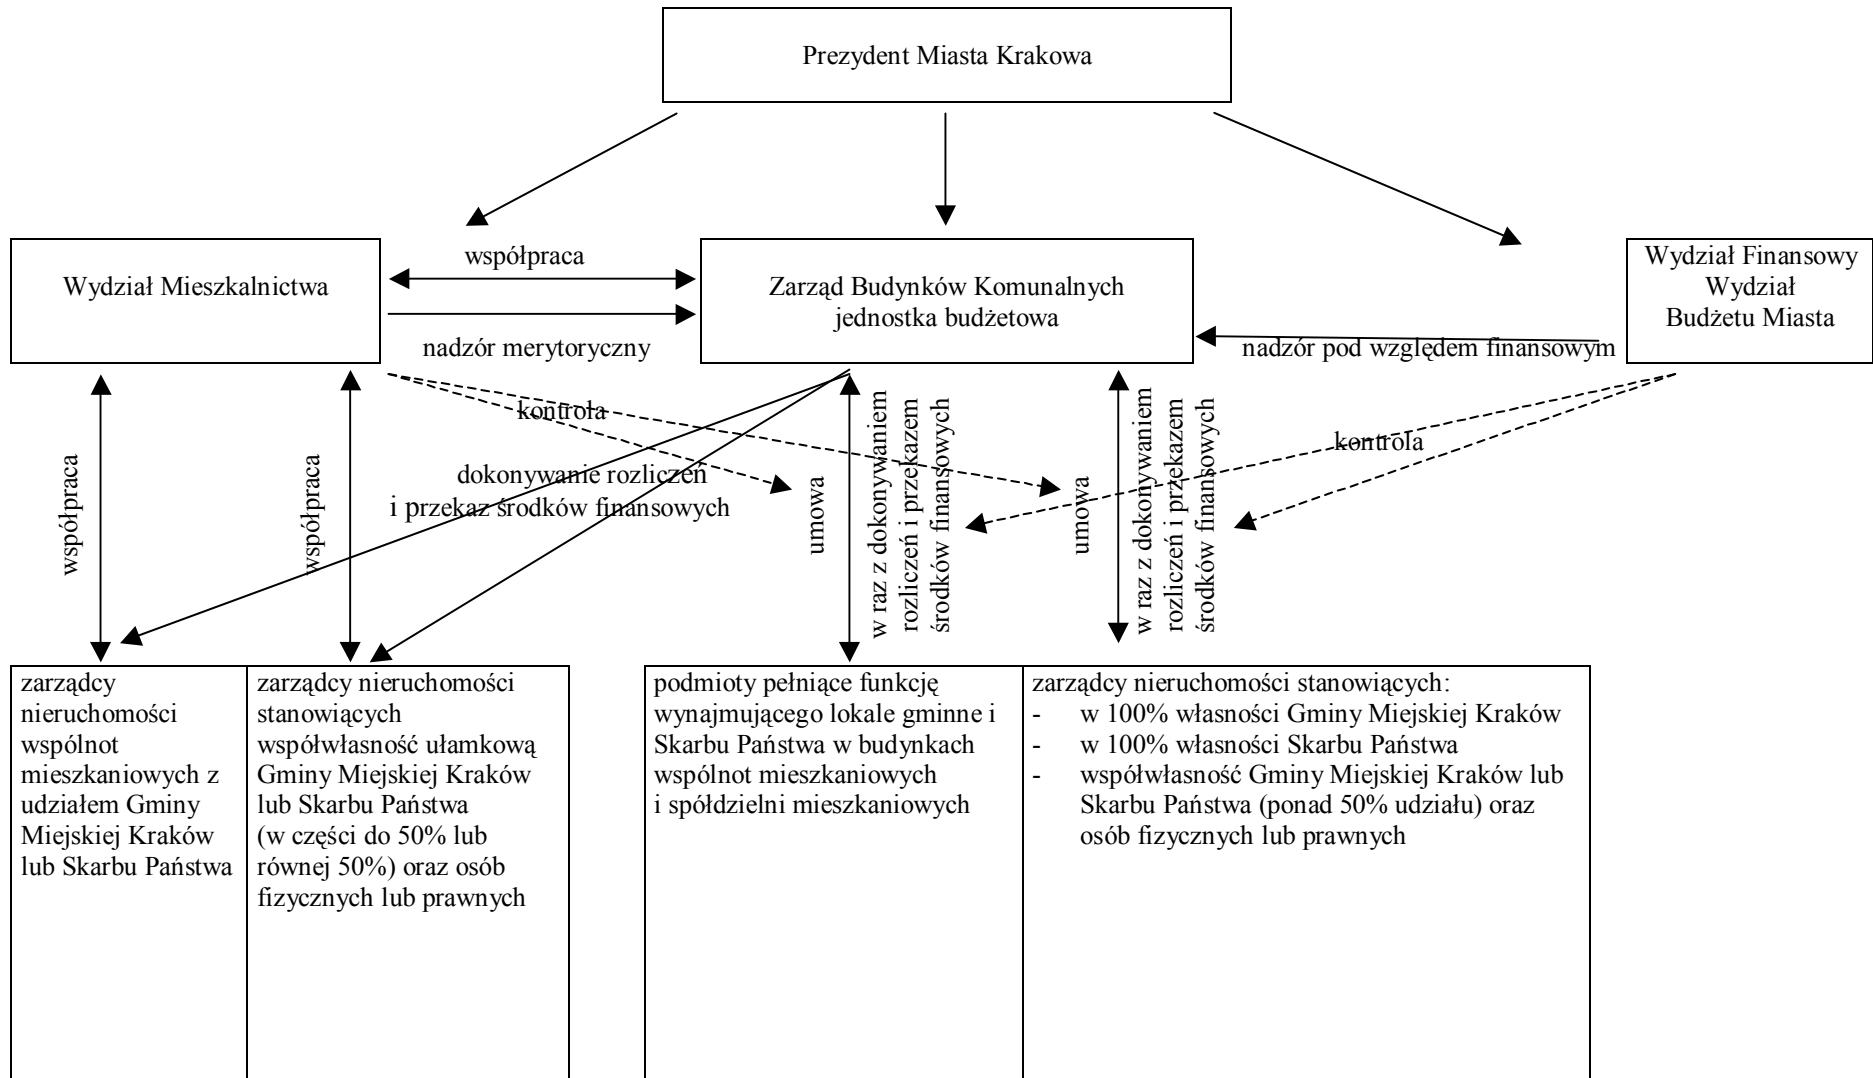 Prezydent Miasta Krakowa
współpraca
Wydział Mieszkalnictwa
Zarząd Budynków Komunalnych
jednostka budżetowa
Wydział Finansowy
Wydział
Budżetu Miasta
nadzór merytoryczny
nadzór pod względem finansowym
kontrola
kontrola
dokonywanie rozliczeń
i przekaz środków finansowych
współpraca
współpraca
umowa
w raz z dokonywaniem
rozliczeń i przekazem
środków finansowych
umowa
w raz z dokonywaniem
rozliczeń i przekazem
środków finansowych
zarządcy
nieruchomości
wspólnot
mieszkaniowych z
udziałem Gminy
Miejskiej Kraków
lub Skarbu Państwa
zarządcy nieruchomości
stanowiących
współwłasność ułamkową
Gminy Miejskiej Kraków
lub Skarbu Państwa
(w części do 50% lub
równej 50%) oraz osób
fizycznych lub prawnych
podmioty pełniące funkcję
wynajmującego lokale gminne i
Skarbu Państwa w budynkach
wspólnot mieszkaniowych
i spółdzielni mieszkaniowych
zarządcy nieruchomości stanowiących:
- w 100% własności Gminy Miejskiej Kraków
- w 100% własności Skarbu Państwa
- współwłasność Gminy Miejskiej Kraków lub
Skarbu Państwa (ponad 50% udziału) oraz
osób fizycznych lub prawnych